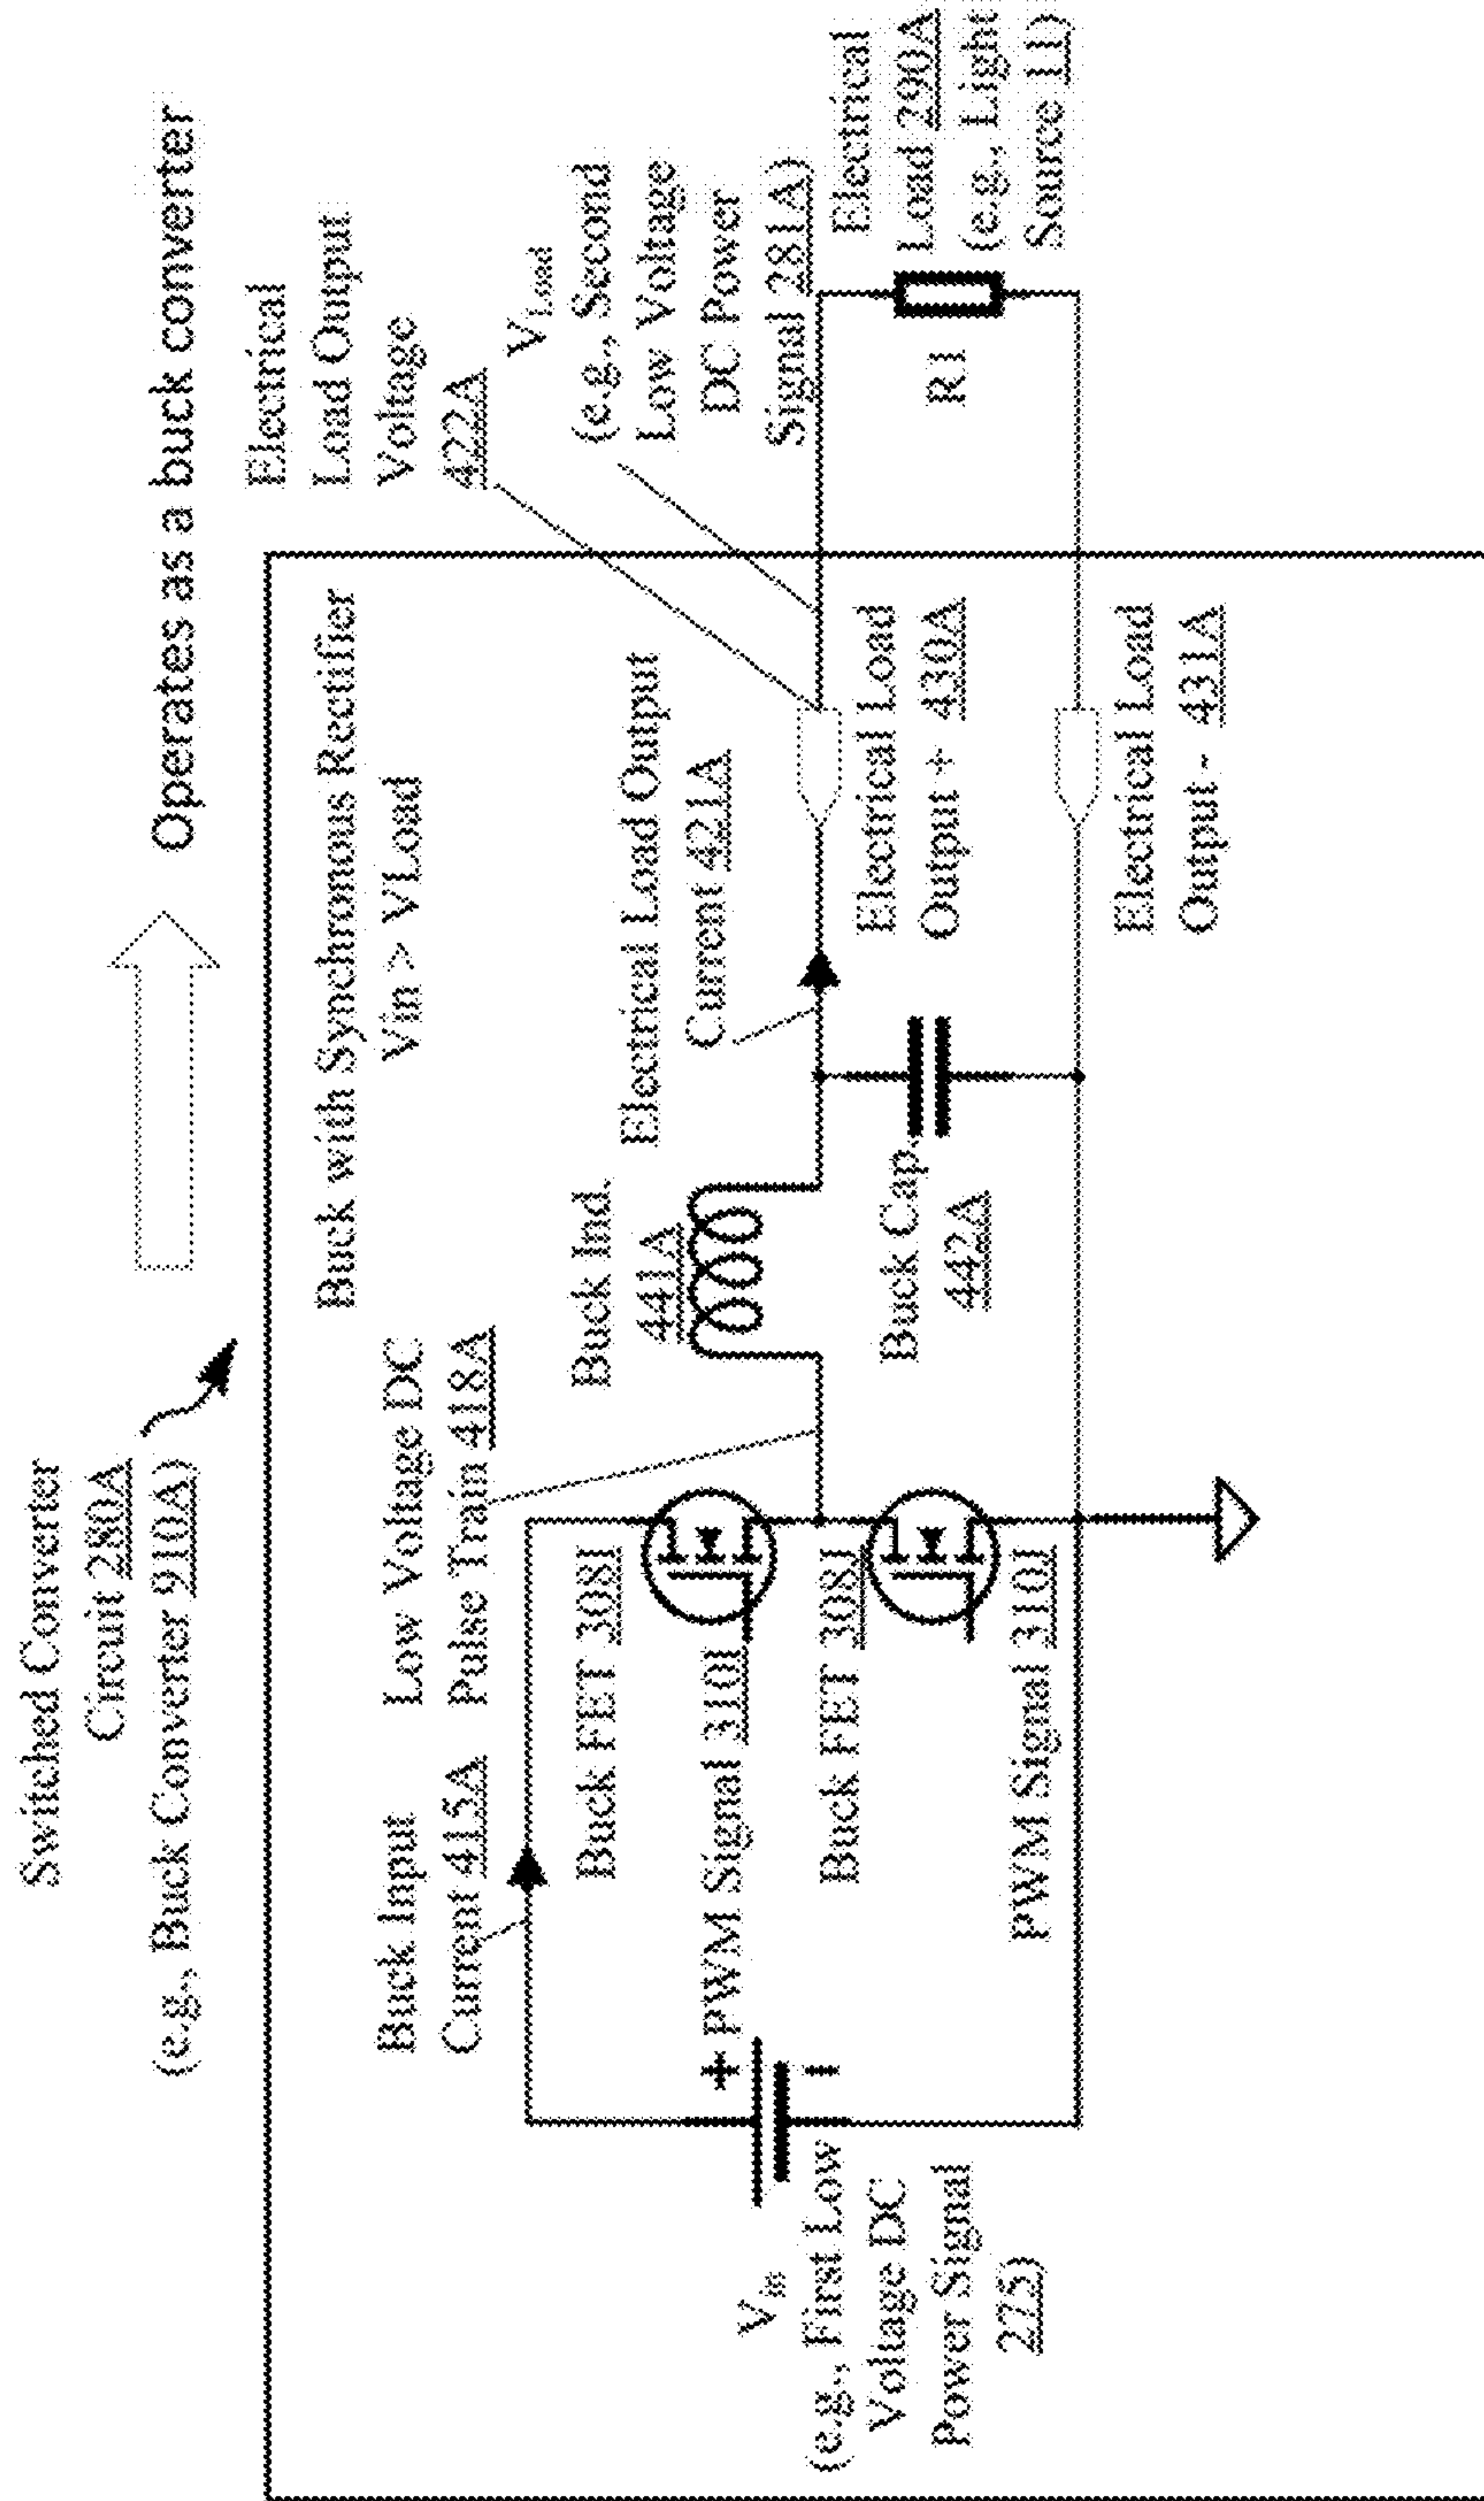 Switched Converter
Circuit 280A
(e.g., Buck Converter 910A)
Operates as a buck converter
Buck with Synchronous Rectifier
Vin > VLoad
Electrical
Load Output
Voltage
422A
VLoad
(e.g., Second
Low Voltage
DC Power
Signal 281A)
Electrical
Load 290A
(e.g., Light
Source 11)
R1
Buck Input
Current 415A
Low Voltage DC
Pulse Train 418A
Buck Ind.
441A
Electrical Load Output
Current 421A
Buck FET 308I
+ PWM Signal 310I
Buck FET 308J
-
PWM Signal 310J
Buck Cap.
442A
Electrical Load
Output + 430A
Electrical Load
Output - 431A
Vin
(e.g., First Low
Voltage DC
Power Signal
275)